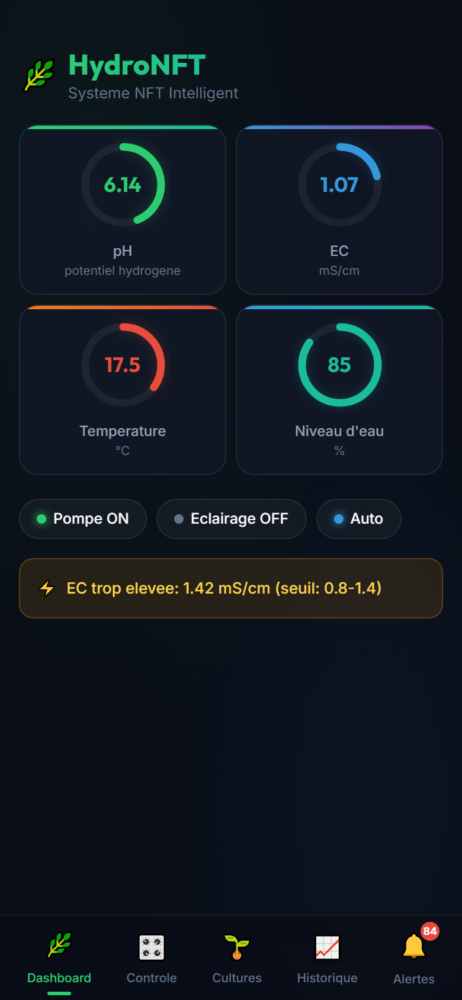 HydroNFT
Systeme NFT Intelligent
6.14
pH
potentiel hydrogene
1.07
EC
mS/cm
17.5
Temperature
°C
85
Niveau d'eau
%
Pompe ON
Eclairage OFF
Auto
EC trop elevee: 1.42 mS/cm (seuil: 0.8-1.4)
Dashboard
Controle
Cultures
Historique
84
Alertes